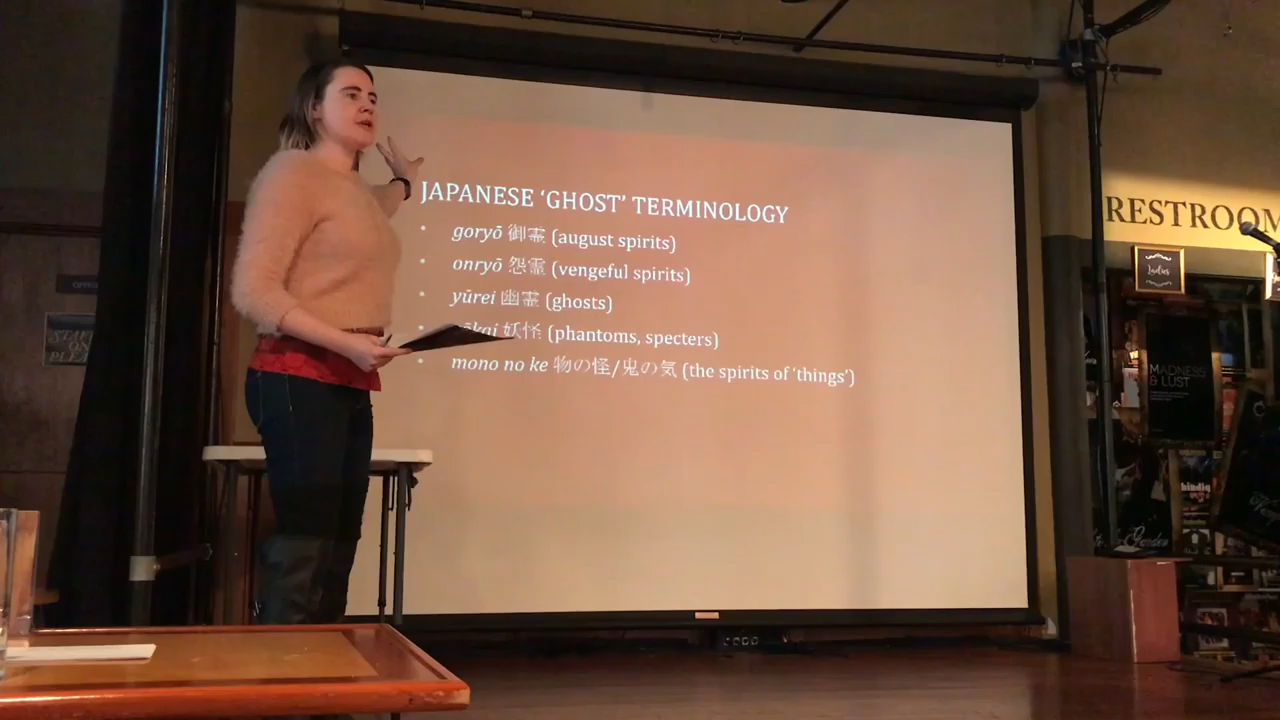 JAPANESE ‘GHOST’ TERMINOLOGY
• goryō 御霊 (august spirits)
• onryō 怨霊 (vengeful spirits)
• yūrei 幽霊 (ghosts)
• 妖怪 (phantoms, specters)
• mono no ke 物の怪/鬼の気 (the spirits of ‘things’)
RESTROOM
Ladies
MADNESS
& LUST